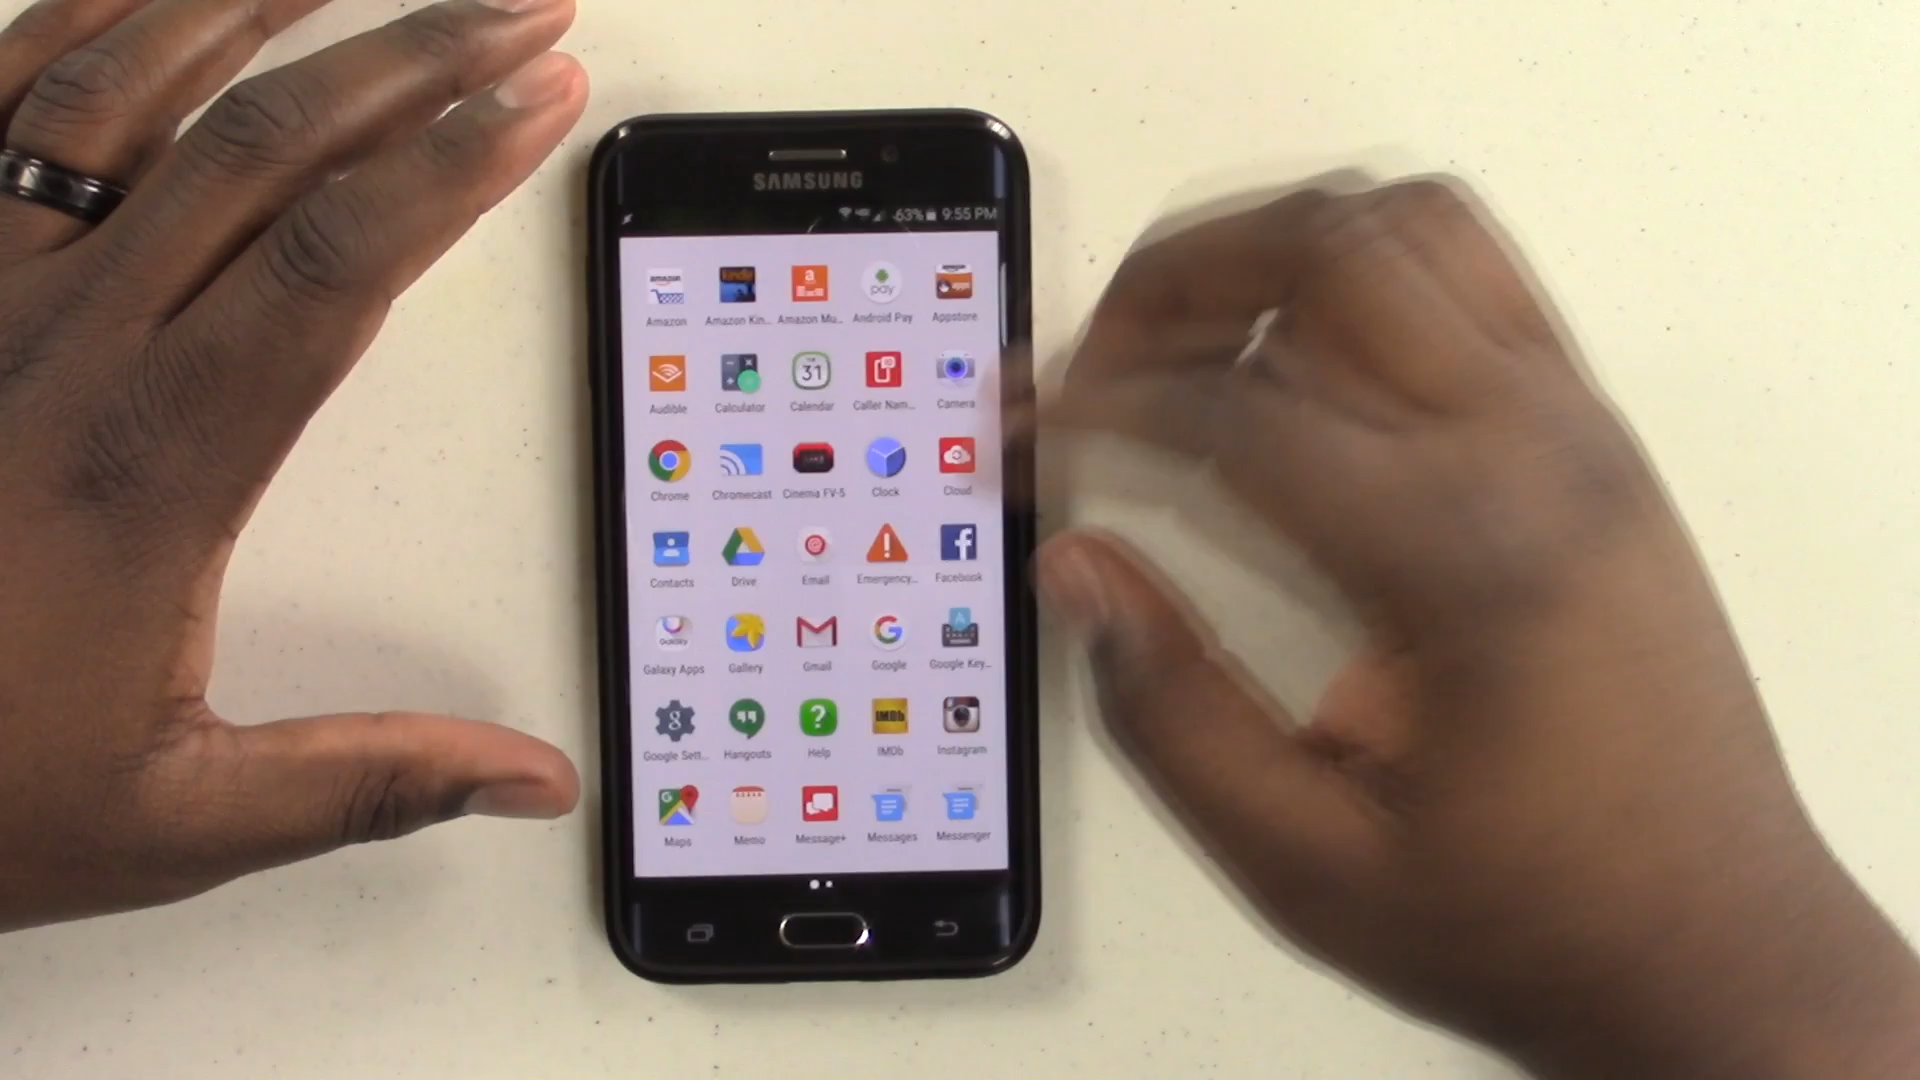 SAMSUNG
63% 9:55 PM
Amazon Amazon Kin... Amazon Mu... Android Pay Appstore
Audible Calculator Calendar Caller Nam... Camera
Chrome Chromecast Cinema FV-5 Clock Cloud
Contacts Drive Email Emergency... Facebook
Galaxy Apps Gallery Gmail Google Google Key...
Google Sett... Hangouts Help IMDb Instagram
Maps Memo Message+ Messages Messenger